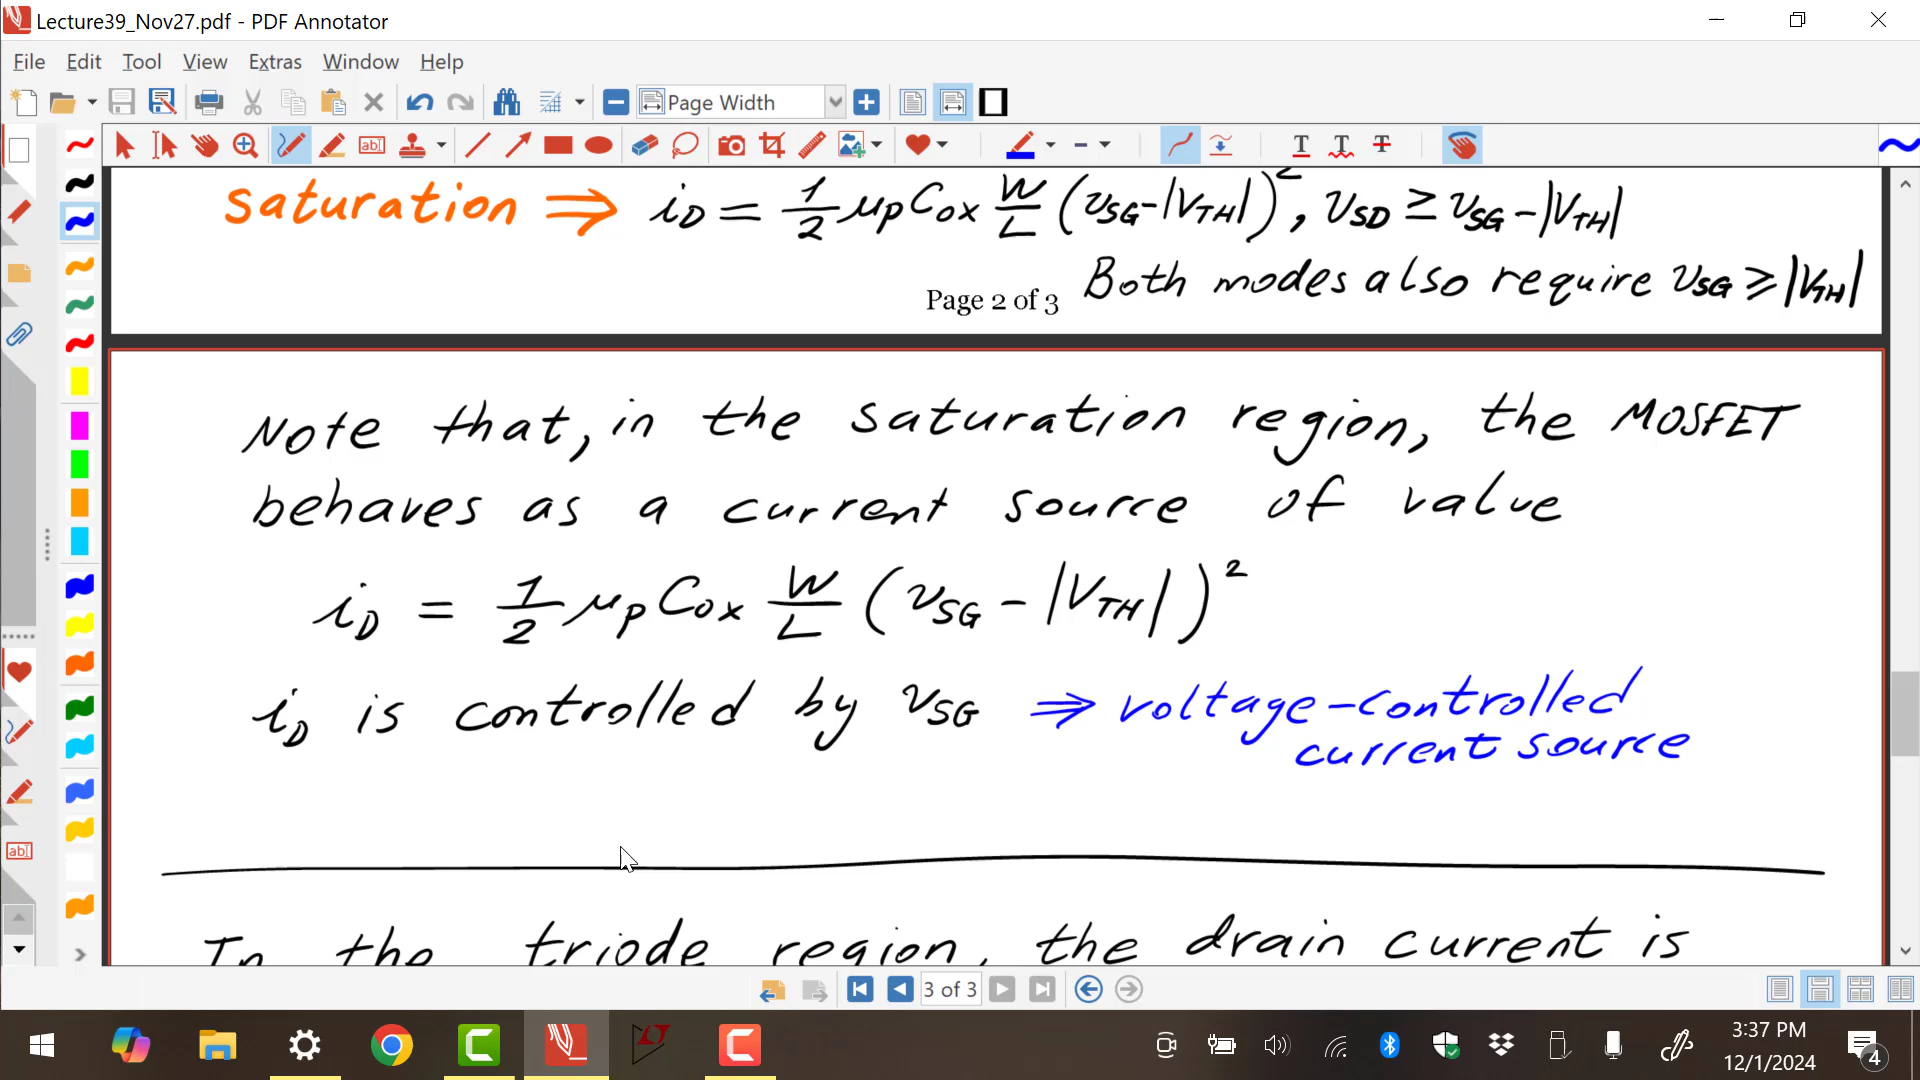 Lecture39_Nov27.pdf - PDF Annotator
File Edit Tool View Extras Window Help
Page Width
saturation ⇒ iD = 1/2 μpCox W/L (vSG-|VTH|)², vSD ≥ vSG-|VTH|
Both modes also require vSG ≥ |VTH|
Page 2 of 3
Note that, in the saturation region, the MOSFET
behaves as a current source of value
iD = 1/2 μpCox W/L (vSG - |VTH|)²
iD is controlled by vSG ⇒ voltage-controlled
current source
In the triode region, the drain current is
3 of 3
3:37 PM
12/1/2024
4